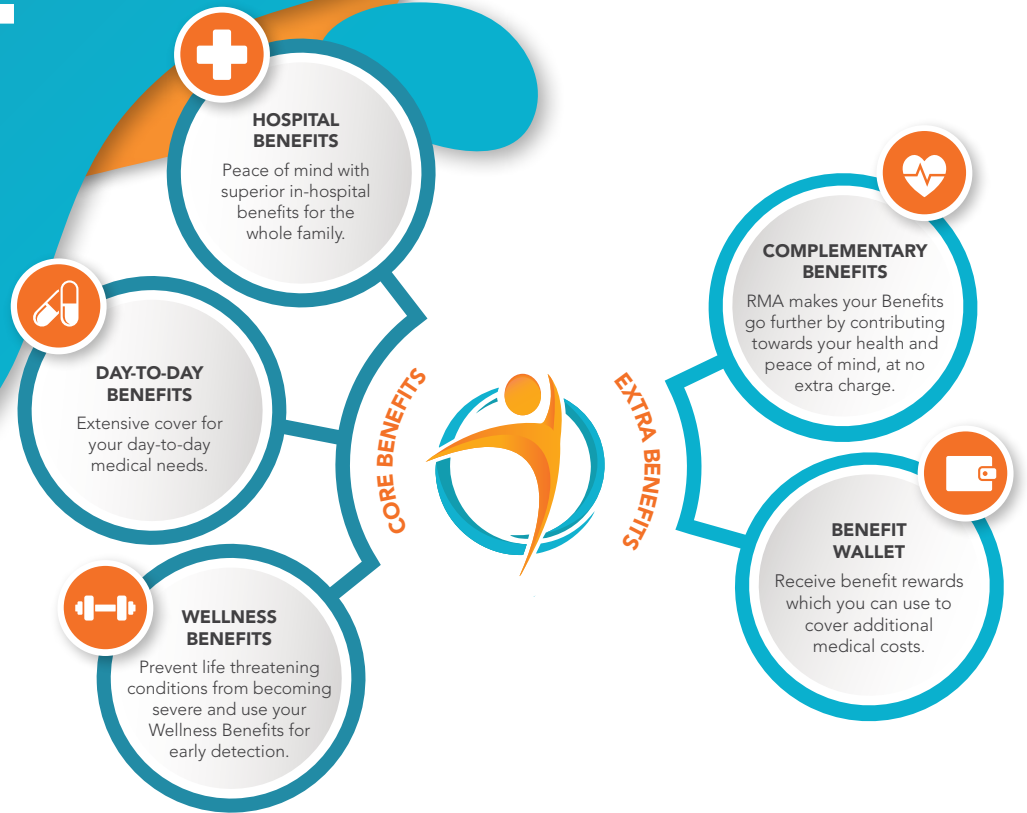 HOSPITAL
BENEFITS
Peace of mind with
superior in-hospital
benefits for the
whole family.
DAY-TO-DAY
BENEFITS
Extensive cover for
your day-to-day
medical needs.
WELLNESS
BENEFITS
Prevent life threatening
conditions from becoming
severe and use your
Wellness Benefits for
early detection.
CORE BENEFITS
EXTRA BENEFITS
COMPLEMENTARY
BENEFITS
RMA makes your Benefits
go further by contributing
towards your health and
peace of mind, at no
extra charge.
BENEFIT
WALLET
Receive benefit rewards
which you can use to
cover additional
medical costs.